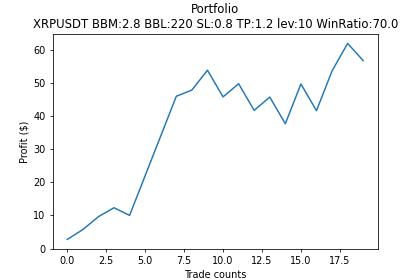 Portfolio
XRPUSDT BBM:2.8 BBL:220 SL:0.8 TP:1.2 lev:10 WinRatio:70.0
60
50
40
30
20
10
0
Profit ($)
0.0 2.5 5.0 7.5 10.0 12.5 15.0 17.5
Trade counts